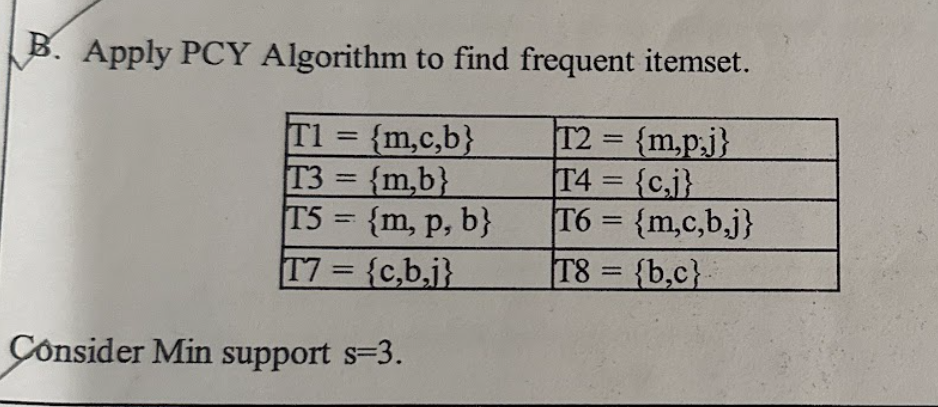 B. Apply PCY Algorithm to find frequent itemset.
T1 = {m,c,b} T2 = {m,p,j}
T3 = {m,b} T4 = {c,j}
T5 = {m, p, b} T6 = {m,c,b,j}
T7 = {c,b,j} T8 = {b,c}
Consider Min support s=3.